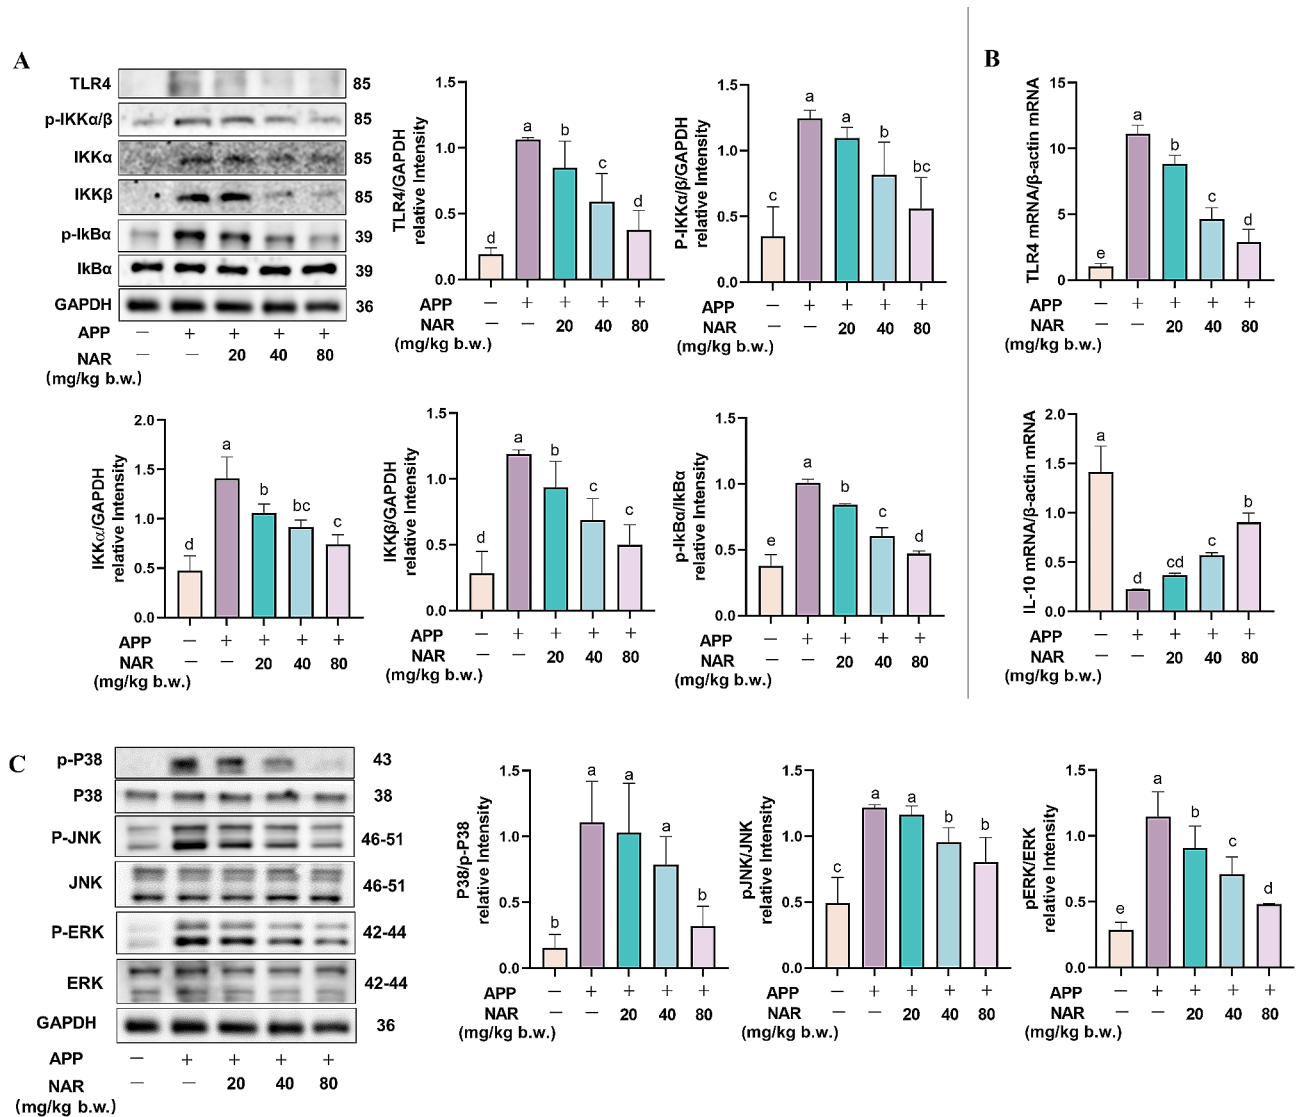 A
TLR4 85
p-IKKα/β 85
IKKα 85
IKKβ 85
p-IkBα 39
IkBα 39
GAPDH 36
APP − + + + +
NAR − − 20 40 80
(mg/kg b.w.)
TLR4/GAPDH
relative Intensity
1.5
1.0
0.5
0.0
d a b c d
APP − + + + +
NAR − − 20 40 80
(mg/kg b.w.)
P-IKKα/β/GAPDH
relative Intensity
1.5
1.0
0.5
0.0
c a a b bc
APP − + + + +
NAR − − 20 40 80
(mg/kg b.w.)
IKKα/GAPDH
relative Intensity
2.0
1.5
1.0
0.5
0.0
d a b bc c
APP − + + + +
NAR − − 20 40 80
(mg/kg b.w.)
IKKβ/GAPDH
relative Intensity
1.5
1.0
0.5
0.0
d a b c d
APP − + + + +
NAR − − 20 40 80
(mg/kg b.w.)
p-IkBα/IkBα
relative Intensity
1.5
1.0
0.5
0.0
e a b c d
APP − + + + +
NAR − − 20 40 80
(mg/kg b.w.)
B
TLR4 mRNA/β-actin mRNA
15
10
5
0
e a b c d
APP − + + + +
NAR − − 20 40 80
(mg/kg b.w.)
IL-10 mRNA/β-actin mRNA
2.0
1.5
1.0
0.5
0.0
a d cd c b
APP − + + + +
NAR − − 20 40 80
(mg/kg b.w.)
C
p-P38 43
P38 38
P-JNK 46-51
JNK 46-51
P-ERK 42-44
ERK 42-44
GAPDH 36
APP − + + + +
NAR − − 20 40 80
(mg/kg b.w.)
P38/p-P38
relative Intensity
1.5
1.0
0.5
0.0
b a a a b
APP − + + + +
NAR − − 20 40 80
(mg/kg b.w.)
pJNK/JNK
relative Intensity
1.5
1.0
0.5
0.0
c a a b b
APP − + + + +
NAR − − 20 40 80
(mg/kg b.w.)
pERK/ERK
relative Intensity
1.5
1.0
0.5
0.0
e a b c d
APP − + + + +
NAR − − 20 40 80
(mg/kg b.w.)